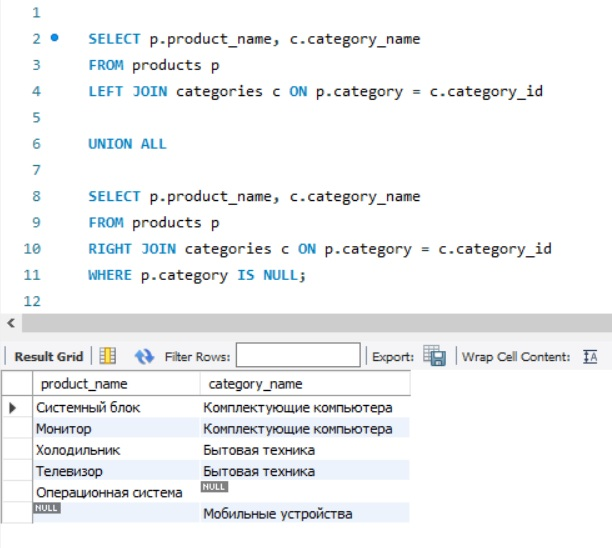 1
2 SELECT p.product_name, c.category_name
3 FROM products p
4 LEFT JOIN categories c ON p.category = c.category_id
5
6 UNION ALL
7
8 SELECT p.product_name, c.category_name
9 FROM products p
10 RIGHT JOIN categories c ON p.category = c.category_id
11 WHERE p.category IS NULL;
12
Result Grid Filter Rows: Export: Wrap Cell Content:
product_name category_name
Системный блок Комплектующие компьютера
Монитор Комплектующие компьютера
Холодильник Бытовая техника
Телевизор Бытовая техника
Операционная система NULL
NULL Мобильные устройства